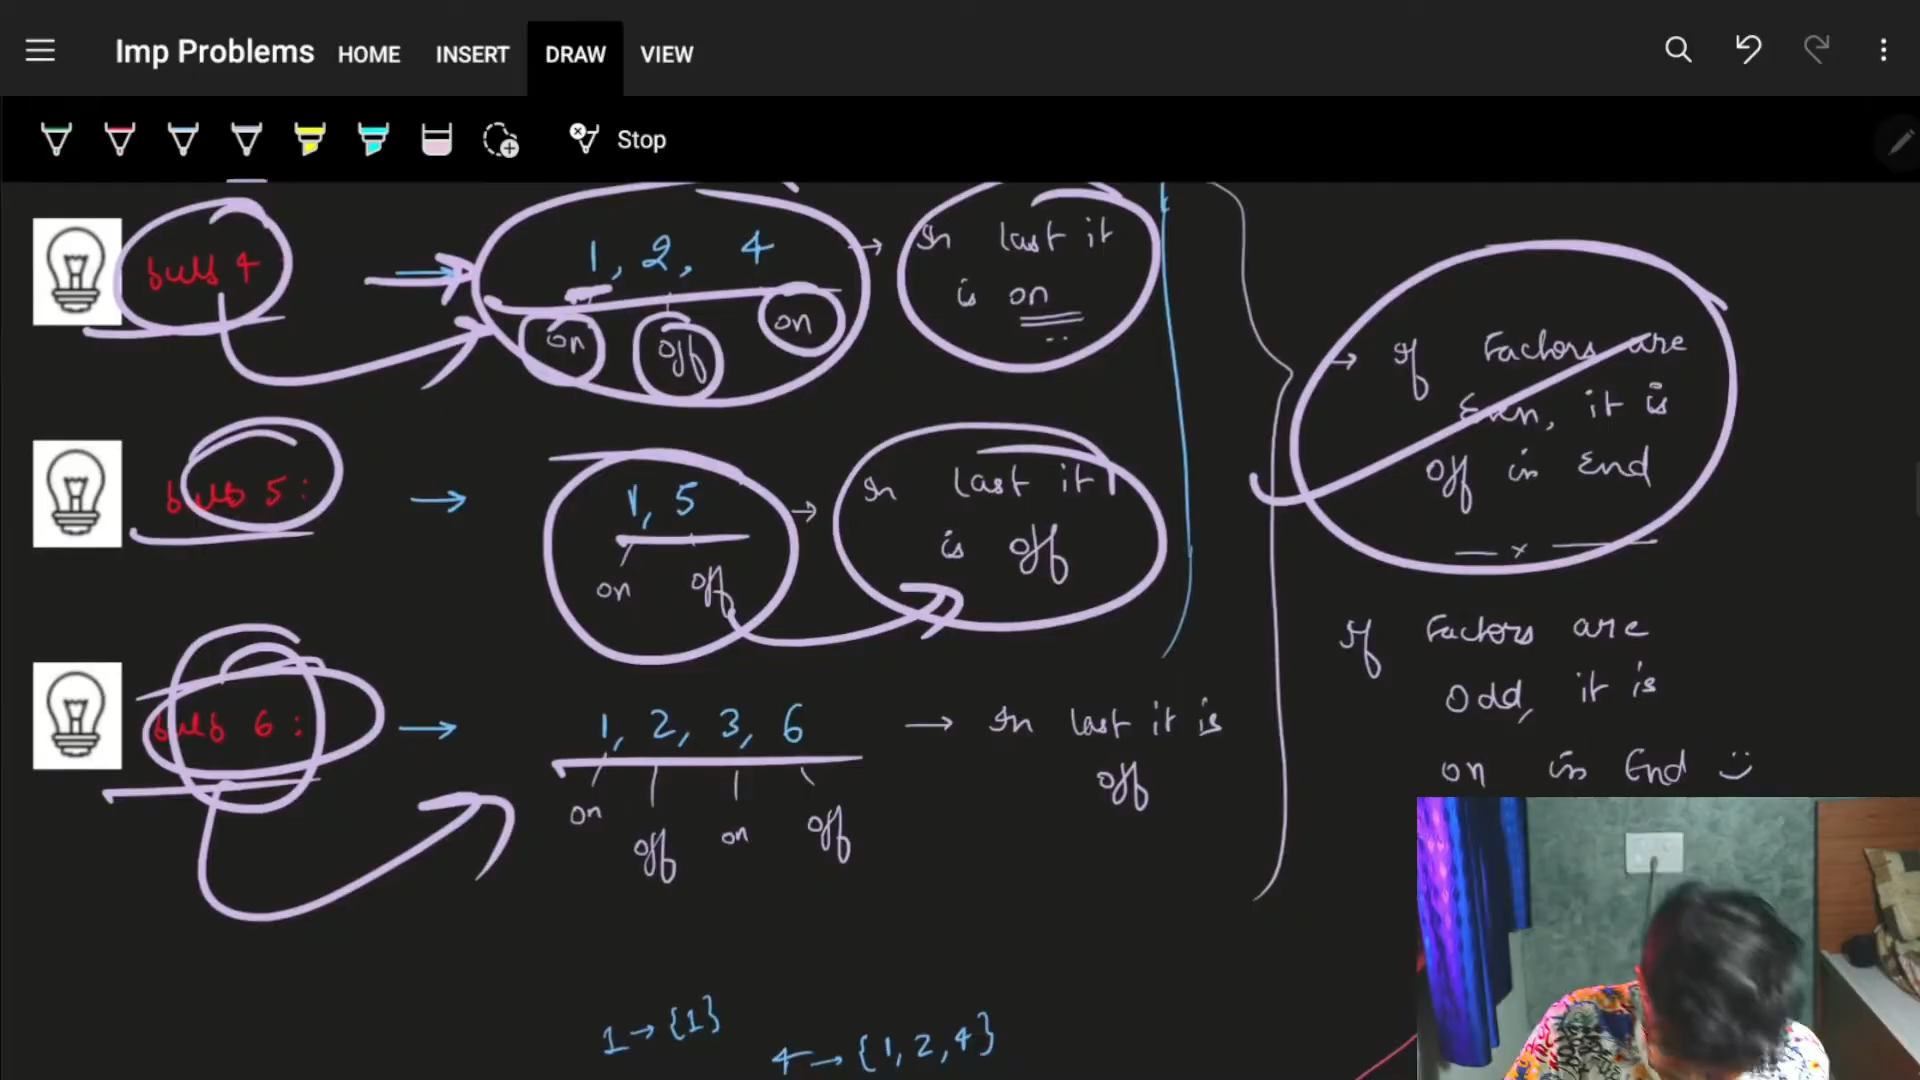 Imp Problems HOME INSERT DRAW VIEW
Stop
bulb 4
1, 2, 4
on off on
→ In last it
is on
bulb 5:
→ 1, 5
on off
→ In last it
is off
bulb 6:
→ 1, 2, 3, 6
on off on off
→ In last it is
off
→ If Factors are
Even, it is
off in End
— x —
If Factors are
Odd, it is
on in End
1 → {1}
4 → {1, 2, 4}